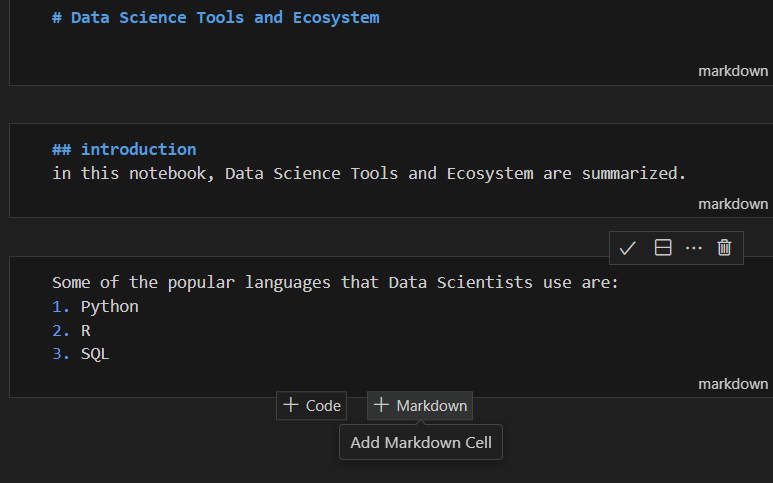 # Data Science Tools and Ecosystem
markdown
## introduction
in this notebook, Data Science Tools and Ecosystem are summarized.
markdown
Some of the popular languages that Data Scientists use are:
1. Python
2. R
3. SQL
markdown
+ Code + Markdown
Add Markdown Cell